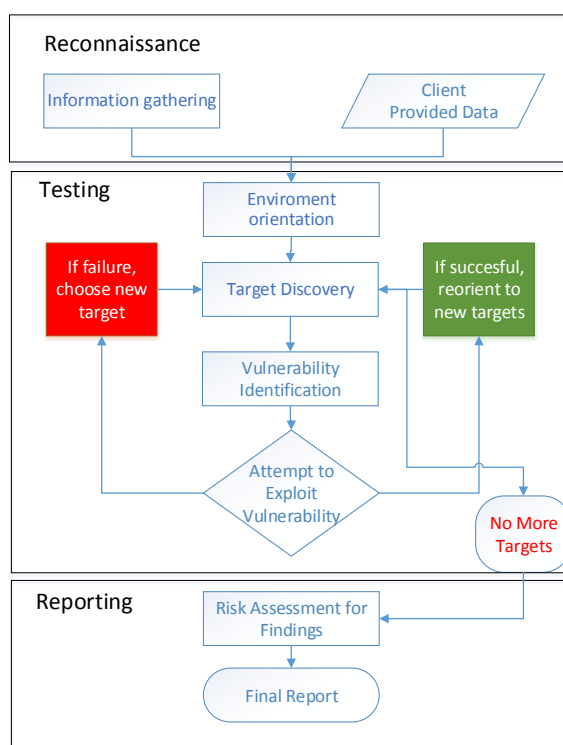 Reconnaissance
Information gathering
Client
Provided Data
Testing
Enviroment
orientation
If failure,
choose new
target
Target Discovery
If succesful,
reorient to
new targets
Vulnerability
Identification
Attempt to
Exploit
Vulnerability
No More
Targets
Reporting
Risk Assessment for
Findings
Final Report